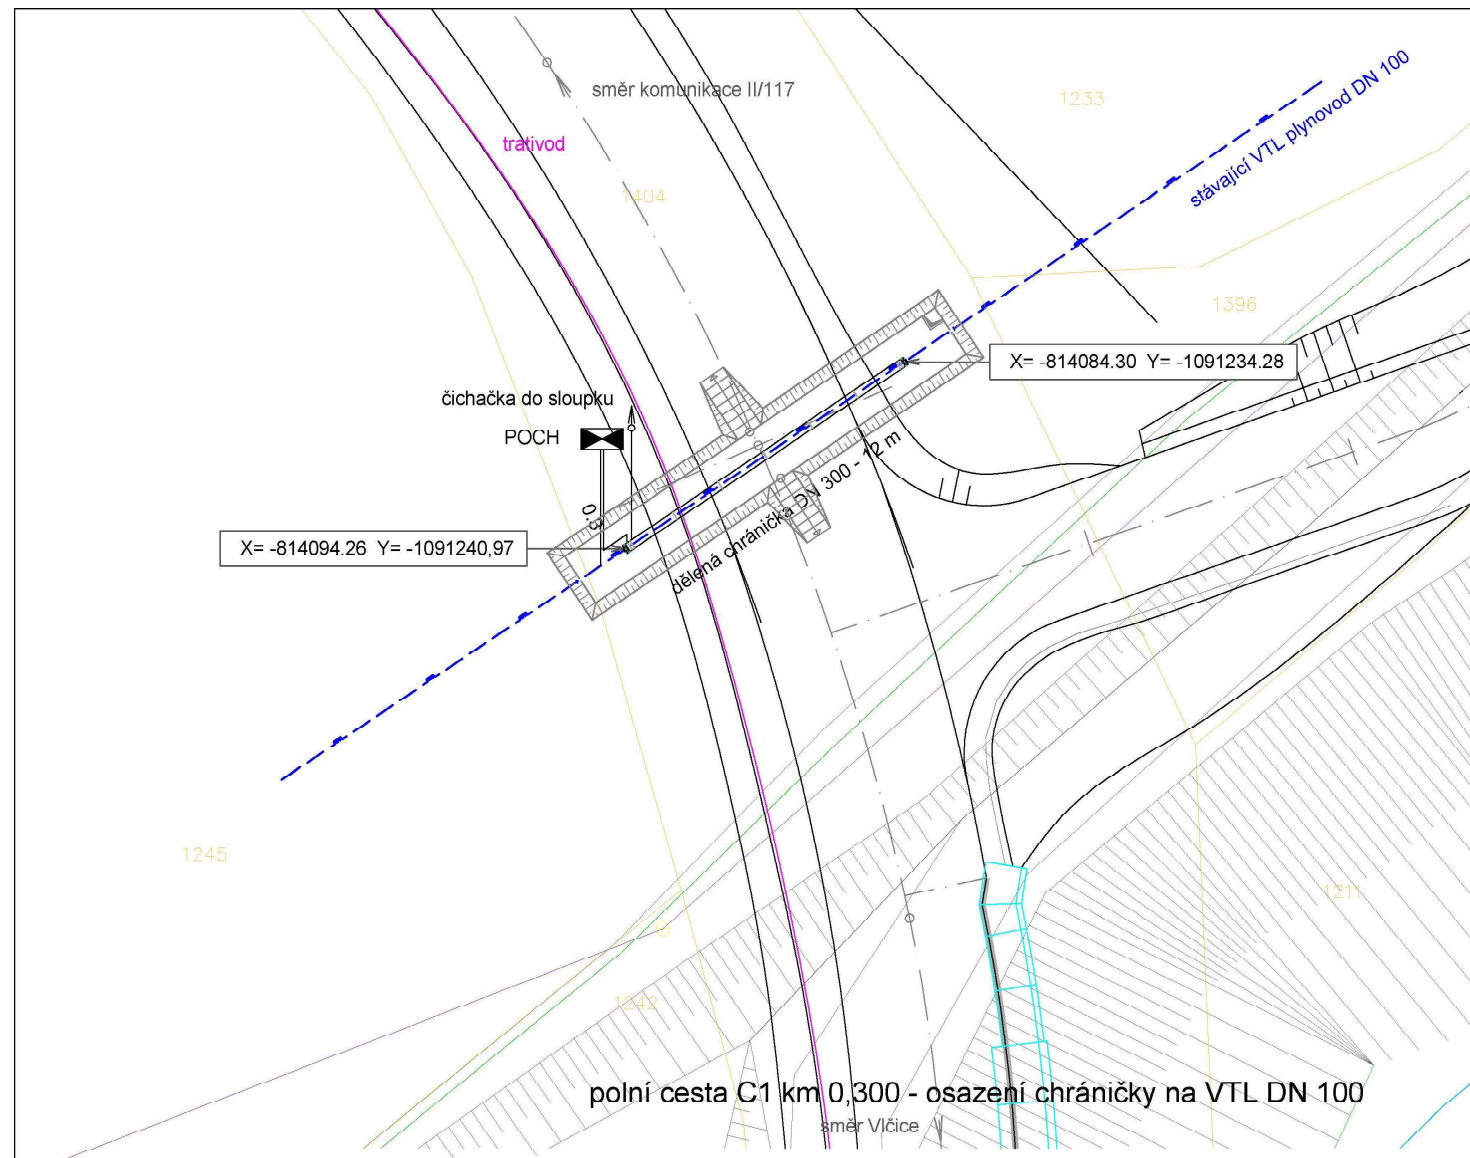 směr komunikace II/117
1233
stávající VTL plynovod DN 100
trativod
1404
1396
X= -814084.30 Y= -1091234.28
čichačka do sloupku
POCH
0.8
dělená chránička DN 300 - 12 m
X= -814094.26 Y= -1091240,97
1245
1211
1242
polní cesta C1 km 0,300 - osazení chráničky na VTL DN 100
směr Vlčice